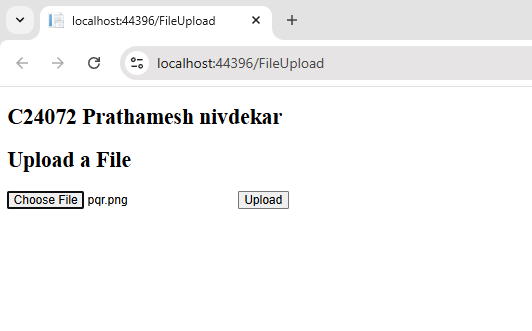 localhost:44396/FileUpload
localhost:44396/FileUpload
C24072 Prathamesh nivdekar
Upload a File
Choose File pqr.png Upload